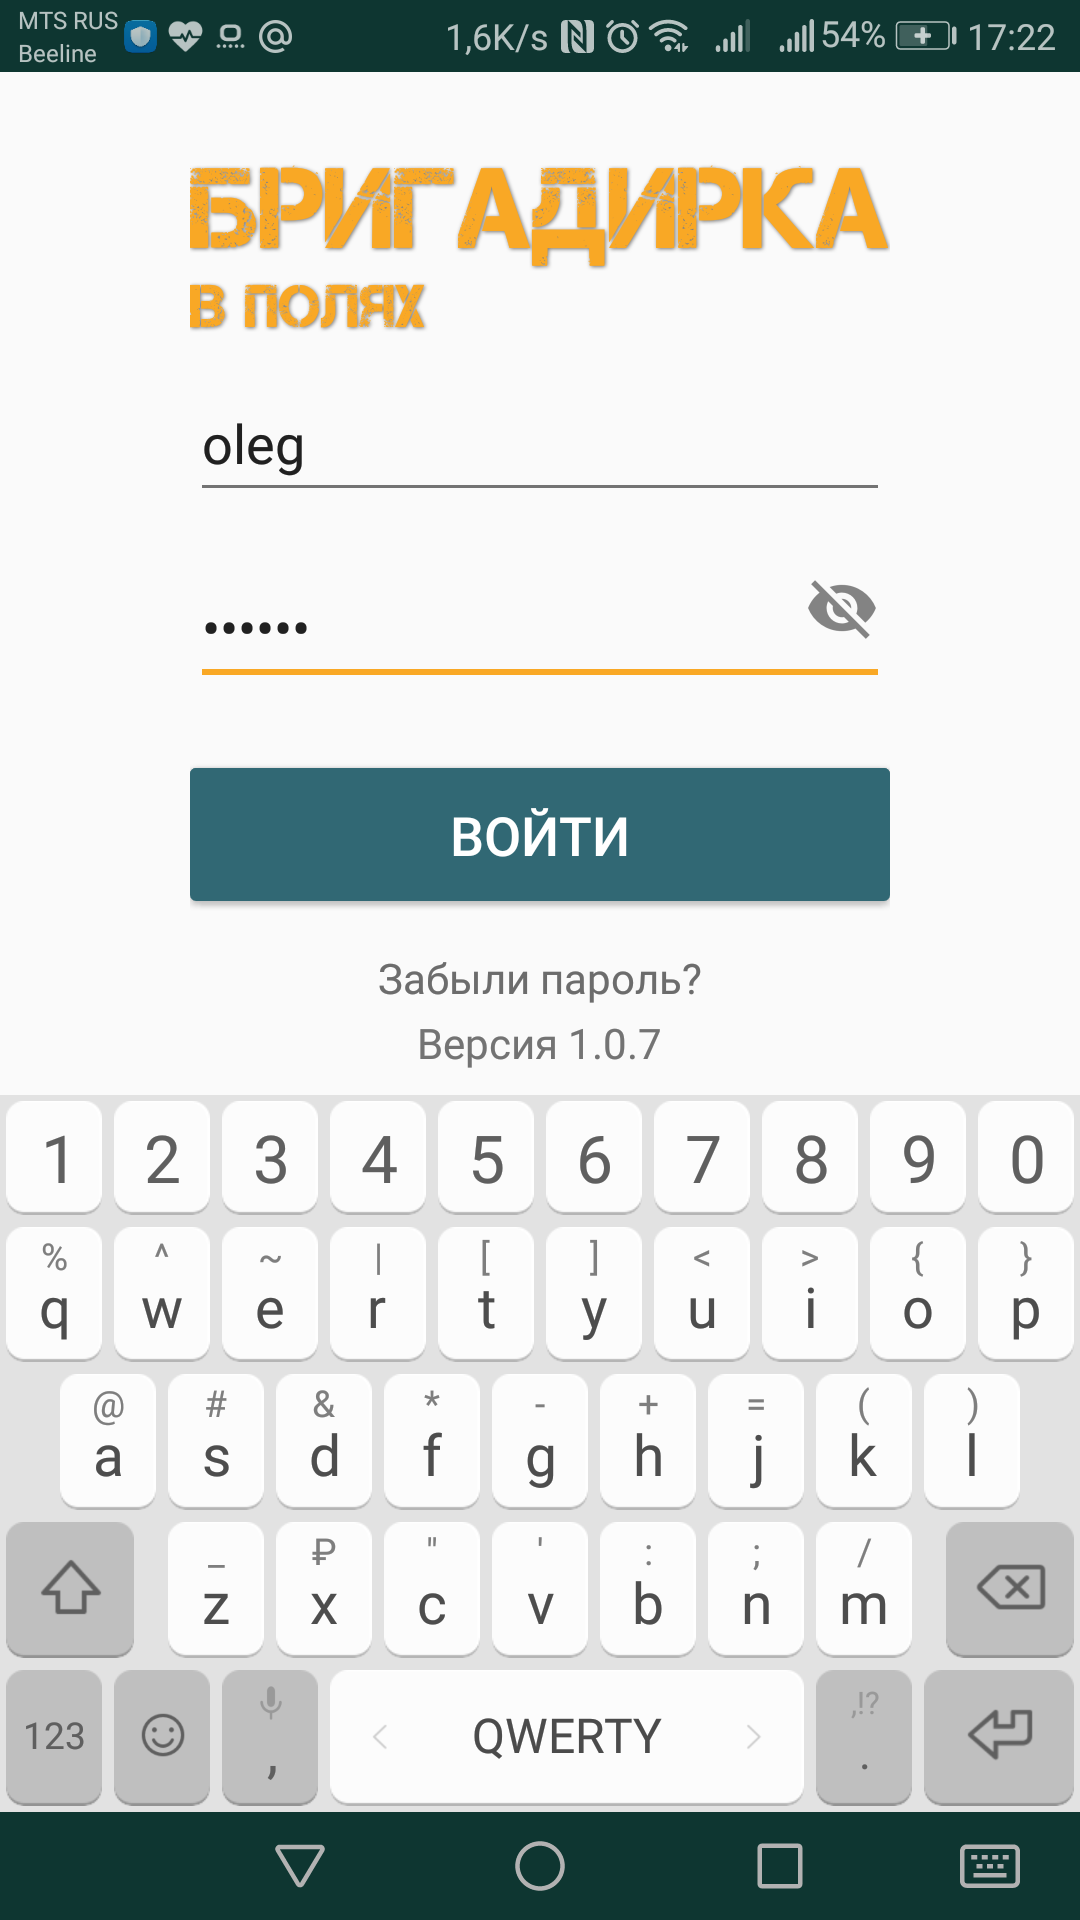 MTS RUS
Beeline
1,6K/s 54% 17:22
БРИГАДИРКА
В ПОЛЯХ
oleg
••••••
ВОЙТИ
Забыли пароль?
Версия 1.0.7
1 2 3 4 5 6 7 8 9 0
% ^ ~ | [ ] < > { }
q w e r t y u i o p
@ # & * - + = ( )
a s d f g h j k l
_ ₽ " ' : ; /
z x c v b n m
,!?
123 , < QWERTY > .